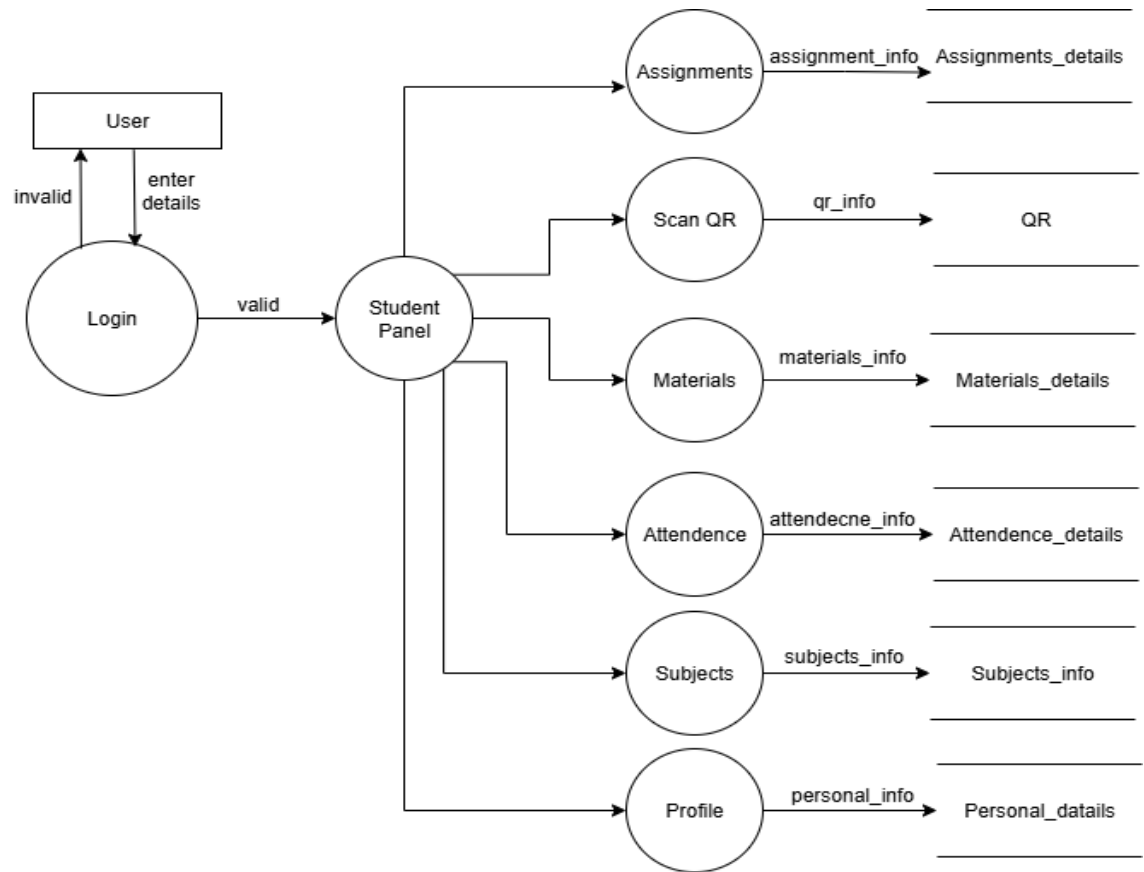 Assignments
assignment_info
Assignments_details
User
invalid
enter
details
Scan QR
qr_info
QR
Login
valid
Student
Panel
Materials
materials_info
Materials_details
Attendence
attendecne_info
Attendence_details
Subjects
subjects_info
Subjects_info
Profile
personal_info
Personal_datails